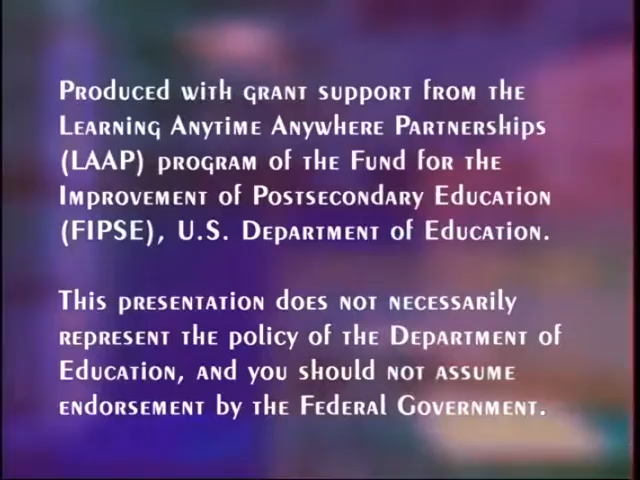 Produced with grant support from the
Learning Anytime Anywhere Partnerships
(LAAP) program of the Fund for the
Improvement of Postsecondary Education
(FIPSE), U.S. Department of Education.
This presentation does not necessarily
represent the policy of the Department of
Education, and you should not assume
endorsement by the Federal Government.